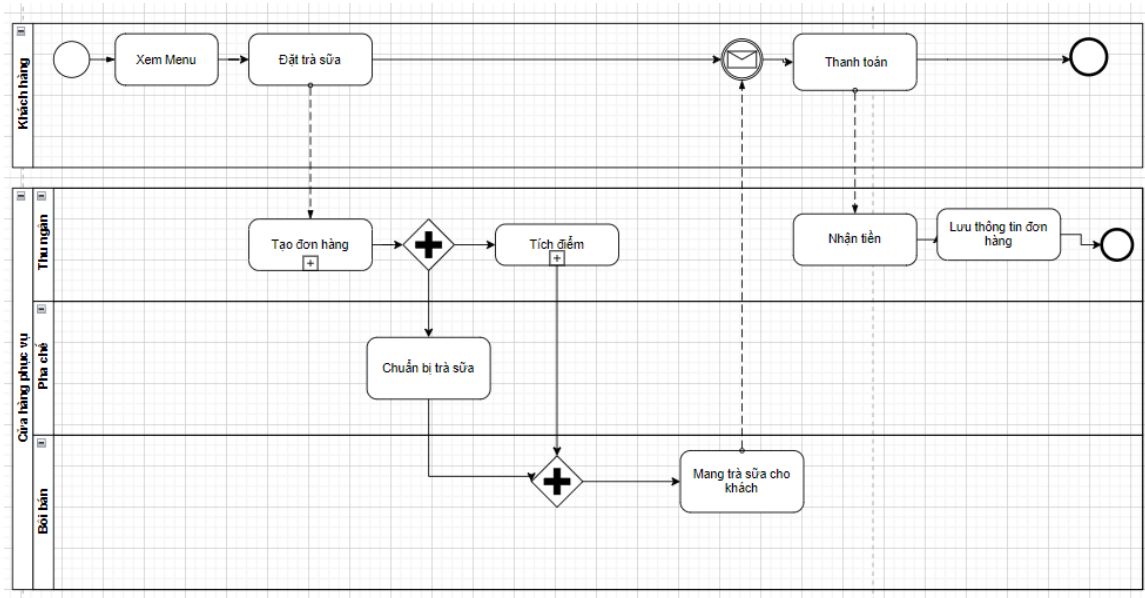 Khách hàng
Xem Menu
Đặt trà sữa
Thanh toán
Cửa hàng phục vụ
Thu ngân
Tạo đơn hàng
Tích điểm
Nhận tiền
Lưu thông tin đơn
hàng
Pha chế
Chuẩn bị trà sữa
Bồi bán
Mang trà sữa cho
khách